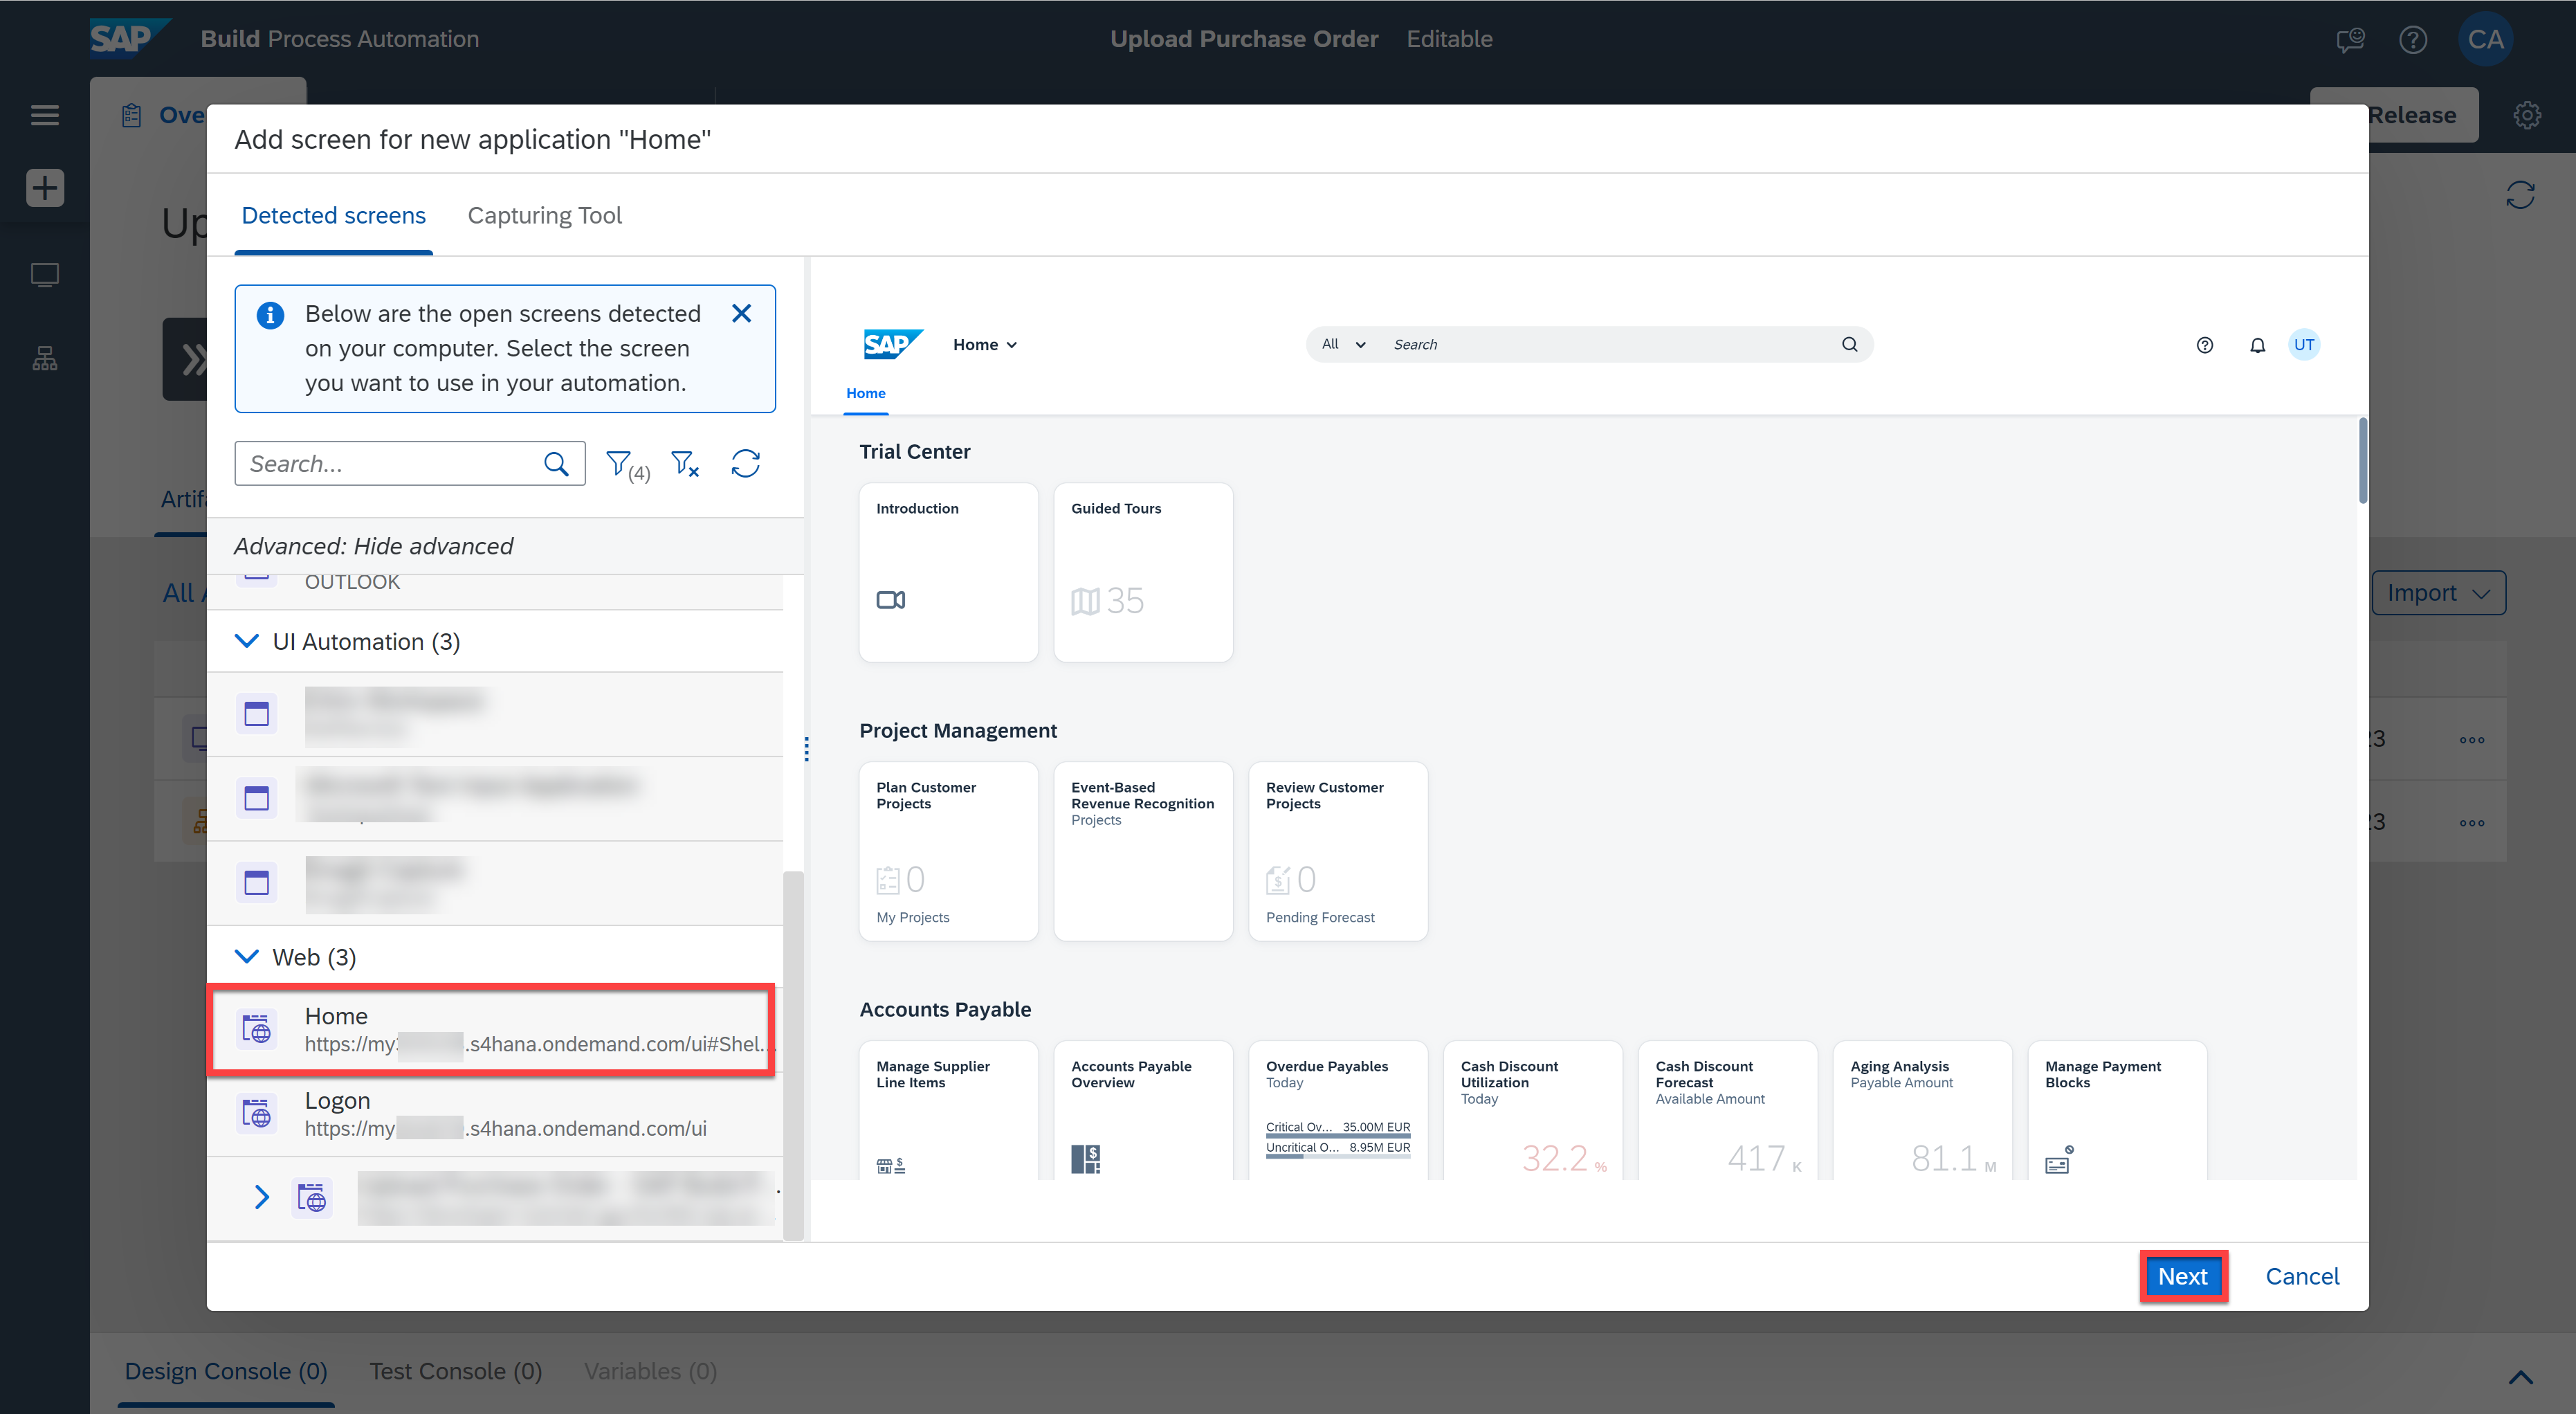 SAP Build Process Automation
Upload Purchase Order Editable
CA
Ove
Release
Add screen for new application "Home"
Detected screens Capturing Tool
Up
Below are the open screens detected
on your computer. Select the screen
you want to use in your automation.
Search...
(4)
Advanced: Hide advanced
OUTLOOK
Artif
All A
Import
UI Automation (3)
Web (3)
Home
https://my .s4hana.ondemand.com/ui#Shel...
Logon
https://my .s4hana.ondemand.com/ui
SAP Home
All Search
UT
Home
Trial Center
Introduction
Guided Tours
35
Project Management
Plan Customer
Projects
0
My Projects
Event-Based
Revenue Recognition
Projects
Review Customer
Projects
0
Pending Forecast
Accounts Payable
Manage Supplier
Line Items
Accounts Payable
Overview
Overdue Payables
Today
Critical Ov... 35.00M EUR
Uncritical O... 8.95M EUR
Cash Discount
Utilization
Today
32.2 %
Cash Discount
Forecast
Available Amount
417 K
Aging Analysis
Payable Amount
81.1 M
Manage Payment
Blocks
23
23
Next Cancel
Design Console (0) Test Console (0) Variables (0)